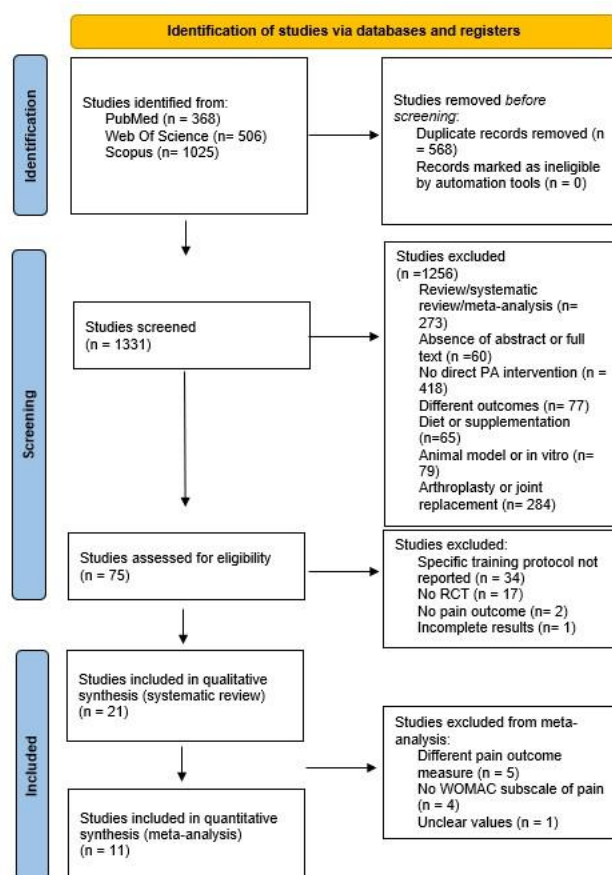 Identification of studies via databases and registers
Identification
Studies identified from:
PubMed (n = 368)
Web Of Science (n= 506)
Scopus (n = 1025)
Studies removed before
screening:
Duplicate records removed (n
= 568)
Records marked as ineligible
by automation tools (n = 0)
Screening
Studies screened
(n = 1331)
Studies excluded
(n =1256)
Review/systematic
review/meta-analysis (n=
273)
Absence of abstract or full
text (n =60)
No direct PA intervention (n =
418)
Different outcomes (n= 77)
Diet or supplementation
(n=65)
Animal model or in vitro (n=
79)
Arthroplasty or joint
replacement (n= 284)
Studies assessed for eligibility
(n = 75)
Studies excluded:
Specific training protocol not
reported (n = 34)
No RCT (n = 17)
No pain outcome (n= 2)
Incomplete results (n= 1)
Included
Studies included in qualitative
synthesis (systematic review)
(n = 21)
Studies excluded from meta-
analysis:
Different pain outcome
measure (n = 5)
No WOMAC subscale of pain
(n = 4)
Unclear values (n = 1)
Studies included in quantitative
synthesis (meta-analysis)
(n = 11)